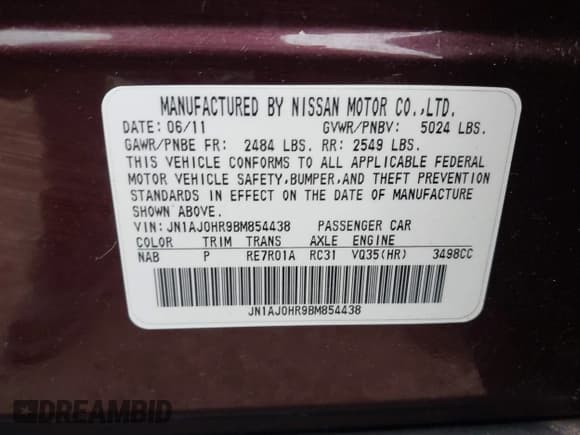 MANUFACTURED BY NISSAN MOTOR CO.,LTD.
DATE: 06/11 GVWR/PNBV: 5024 LBS.
GAWR/PNBE FR: 2484 LBS. RR: 2549 LBS.
THIS VEHICLE CONFORMS TO ALL APPLICABLE FEDERAL
MOTOR VEHICLE SAFETY,BUMPER,AND THEFT PREVENTION
STANDARDS IN EFFECT ON THE DATE OF MANUFACTURE
SHOWN ABOVE.
VIN: JN1AJ0HR9BM854438 PASSENGER CAR
COLOR TRIM TRANS AXLE ENGINE
NAB P RE7R01A RC31 VQ35(HR) 3498CC
JN1AJ0HR9BM854438
DREAMBID